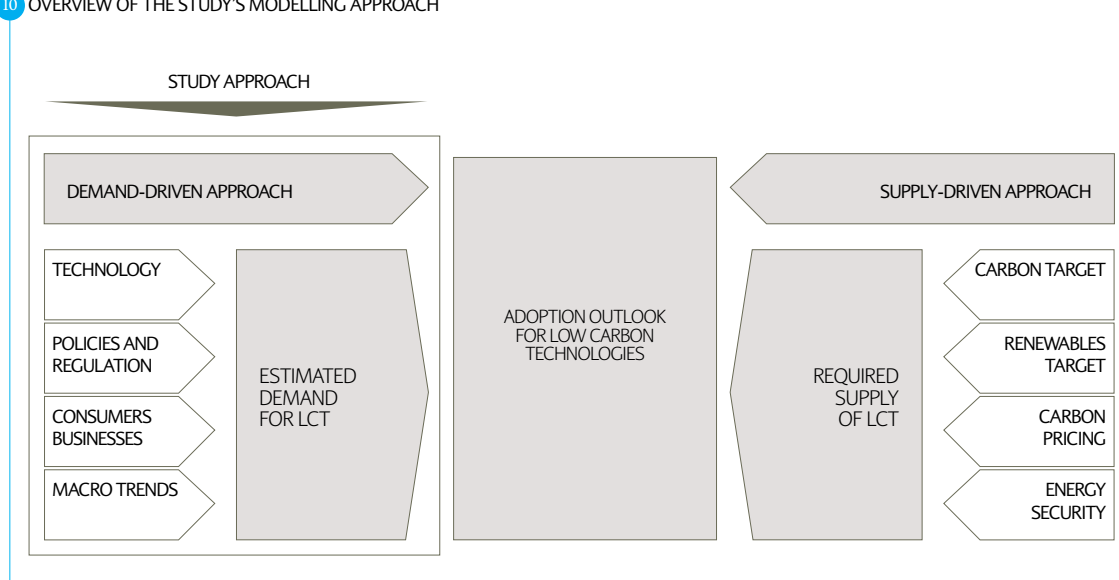 10 OVERVIEW OF THE STUDY'S MODELLING APPROACH
STUDY APPROACH
DEMAND-DRIVEN APPROACH
TECHNOLOGY
POLICIES AND
REGULATION
CONSUMERS
BUSINESSES
MACRO TRENDS
ESTIMATED
DEMAND
FOR LCT
ADOPTION OUTLOOK
FOR LOW CARBON
TECHNOLOGIES
SUPPLY-DRIVEN APPROACH
REQUIRED
SUPPLY
OF LCT
CARBON TARGET
RENEWABLES
TARGET
CARBON
PRICING
ENERGY
SECURITY